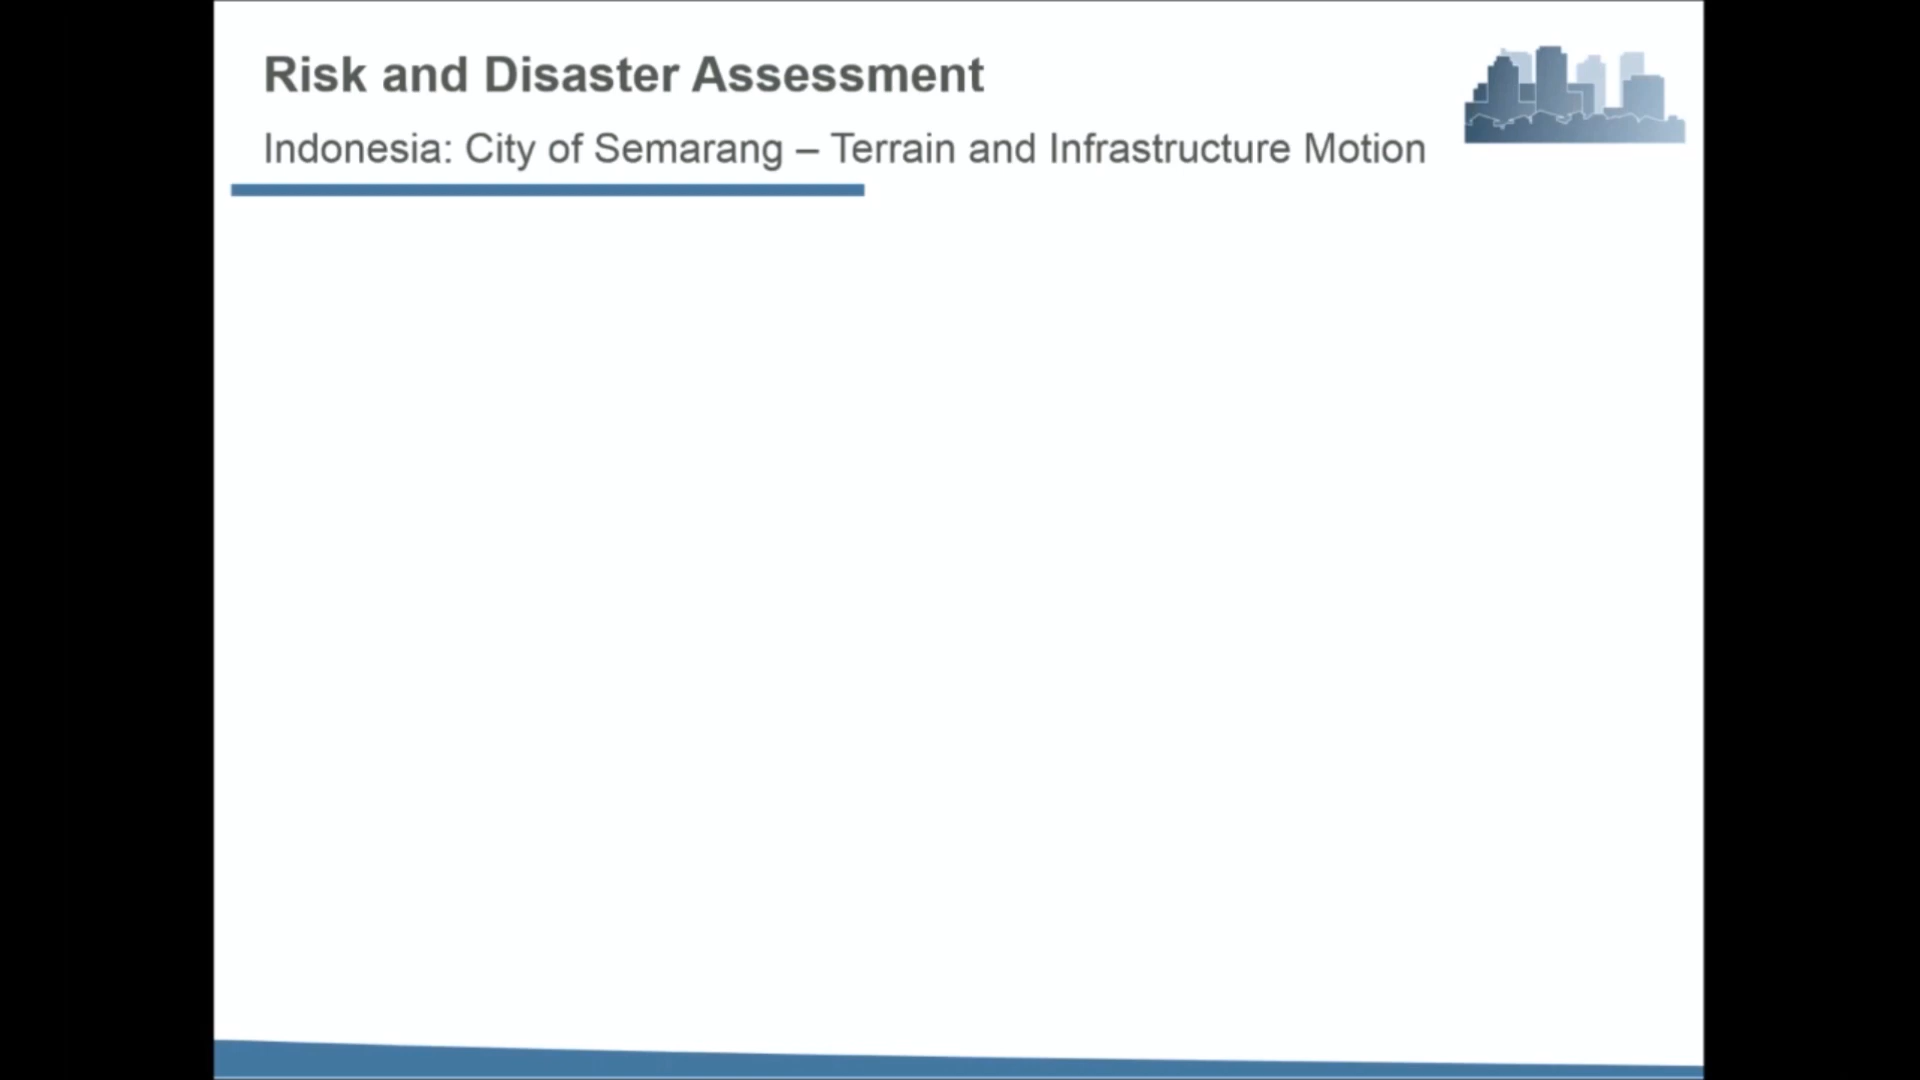 Risk and Disaster Assessment
Indonesia: City of Semarang – Terrain and Infrastructure Motion